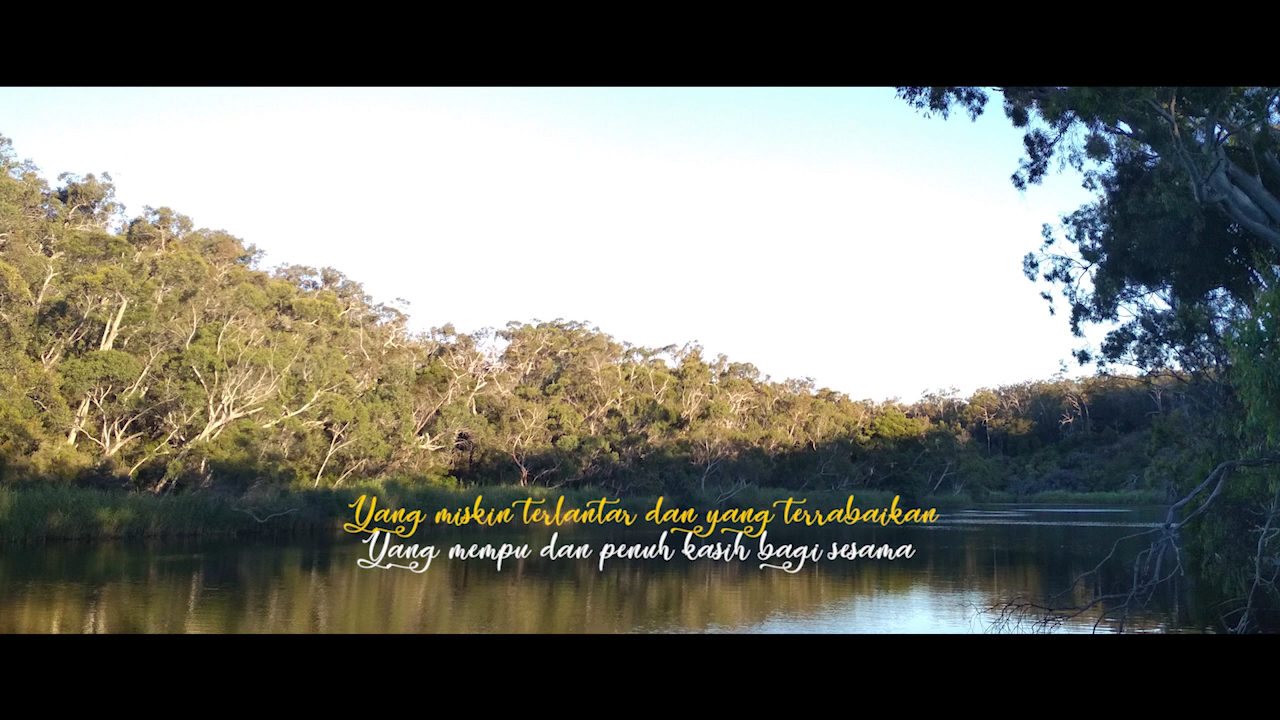 Yang miskin terlantar dan yang terrabaikan
Yang mempu dan penuh kasih bagi sesama